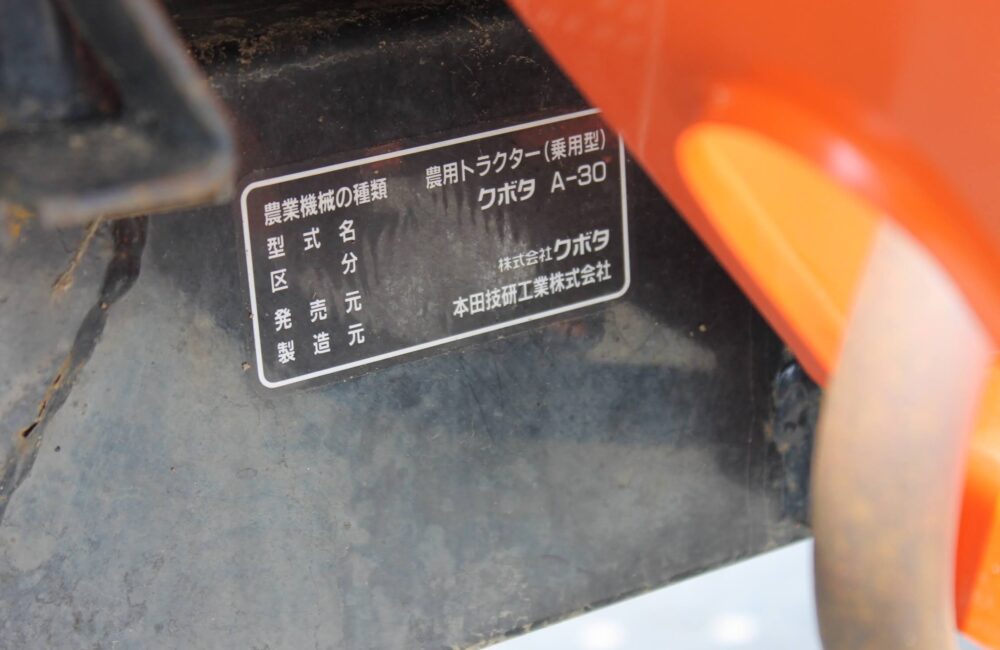 農業機械の種類 農用トラクター(乗用型)
型式名 クボタ A-30
区分
発売元 株式会社クボタ
製造元 本田技研工業株式会社